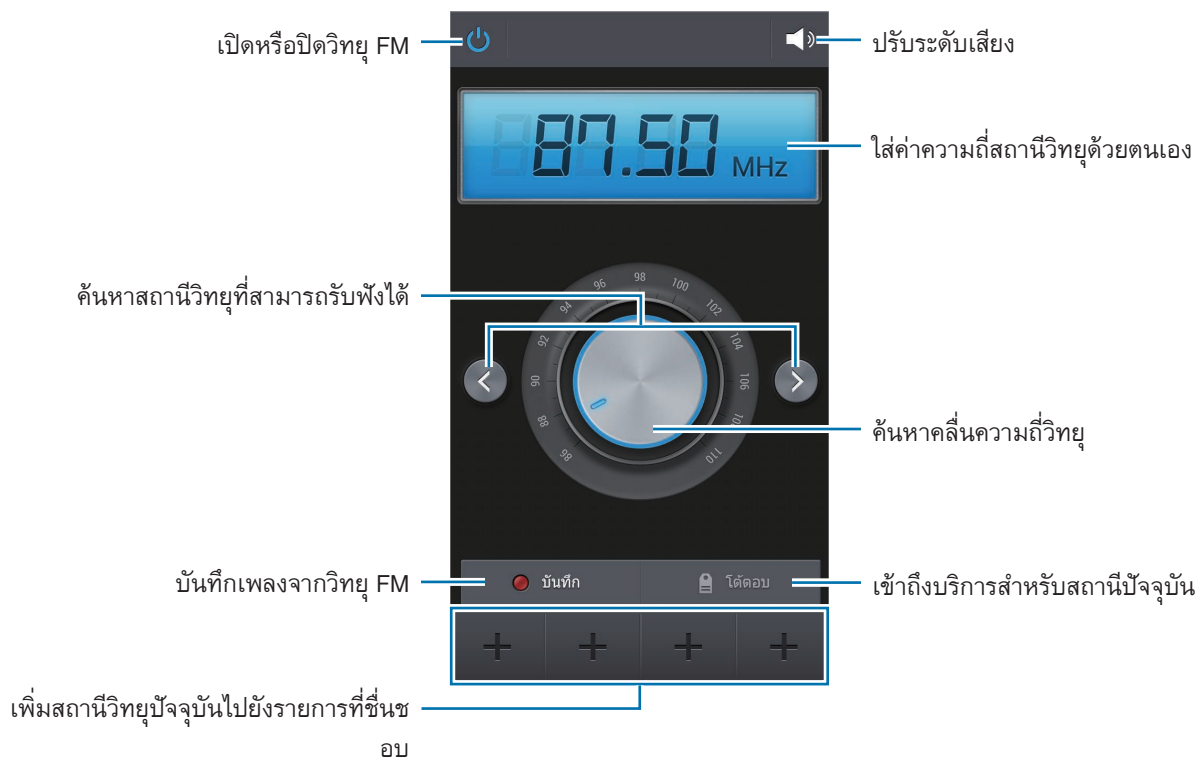 เปิดหรือปิดวิทยุ FM
ปรับระดับเสียง
87.50 MHz
ใส่ค่าความถี่สถานีวิทยุด้วยตนเอง
ค้นหาสถานีวิทยุที่สามารถรับฟังได้
86
88
90
92
94
96
98
100
102
104
106
108
110
ค้นหาคลื่นความถี่วิทยุ
บันทึกเพลงจากวิทยุ FM
บันทึก
โต้ตอบ
เข้าถึงบริการสำหรับสถานีปัจจุบัน
เพิ่มสถานีวิทยุปัจจุบันไปยังรายการที่ชื่นช
อบ